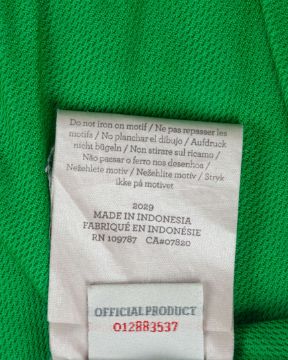 Do not iron on motif / Ne pas repasser les
motifs / No planchar el dibujo / Aufdruck
nicht bügeln / Non stirare sul ricamo /
Não passar o ferro nos desenhos /
Nežehlete motiv / Nežehlite motív / Stryk
ikke på motivet
2029
MADE IN INDONESIA
FABRIQUÉ EN INDONÉSIE
RN 109787 CA#07820
OFFICIAL PRODUCT
012883537